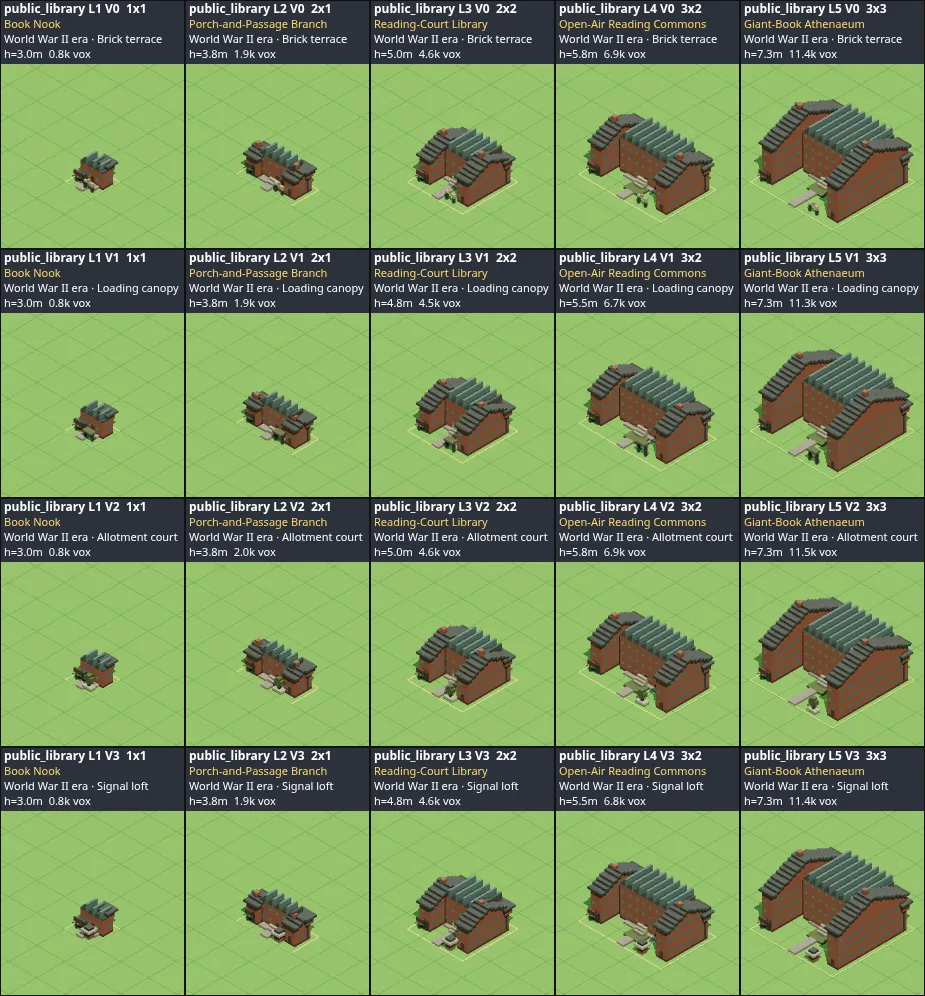 public_library L1 V0 1x1
Book Nook
World War II era · Brick terrace
h=3.0m 0.8k vox
public_library L2 V0 2x1
Porch-and-Passage Branch
World War II era · Brick terrace
h=3.8m 1.9k vox
public_library L3 V0 2x2
Reading-Court Library
World War II era · Brick terrace
h=5.0m 4.6k vox
public_library L4 V0 3x2
Open-Air Reading Commons
World War II era · Brick terrace
h=5.8m 6.9k vox
public_library L5 V0 3x3
Giant-Book Athenaeum
World War II era · Brick terrace
h=7.3m 11.4k vox
public_library L1 V1 1x1
Book Nook
World War II era · Loading canopy
h=3.0m 0.8k vox
public_library L2 V1 2x1
Porch-and-Passage Branch
World War II era · Loading canopy
h=3.8m 1.9k vox
public_library L3 V1 2x2
Reading-Court Library
World War II era · Loading canopy
h=4.8m 4.5k vox
public_library L4 V1 3x2
Open-Air Reading Commons
World War II era · Loading canopy
h=5.5m 6.7k vox
public_library L5 V1 3x3
Giant-Book Athenaeum
World War II era · Loading canopy
h=7.3m 11.3k vox
public_library L1 V2 1x1
Book Nook
World War II era · Allotment court
h=3.0m 0.8k vox
public_library L2 V2 2x1
Porch-and-Passage Branch
World War II era · Allotment court
h=3.8m 2.0k vox
public_library L3 V2 2x2
Reading-Court Library
World War II era · Allotment court
h=5.0m 4.6k vox
public_library L4 V2 3x2
Open-Air Reading Commons
World War II era · Allotment court
h=5.8m 6.9k vox
public_library L5 V2 3x3
Giant-Book Athenaeum
World War II era · Allotment court
h=7.3m 11.5k vox
public_library L1 V3 1x1
Book Nook
World War II era · Signal loft
h=3.0m 0.8k vox
public_library L2 V3 2x1
Porch-and-Passage Branch
World War II era · Signal loft
h=3.8m 1.9k vox
public_library L3 V3 2x2
Reading-Court Library
World War II era · Signal loft
h=4.8m 4.6k vox
public_library L4 V3 3x2
Open-Air Reading Commons
World War II era · Signal loft
h=5.5m 6.8k vox
public_library L5 V3 3x3
Giant-Book Athenaeum
World War II era · Signal loft
h=7.3m 11.4k vox